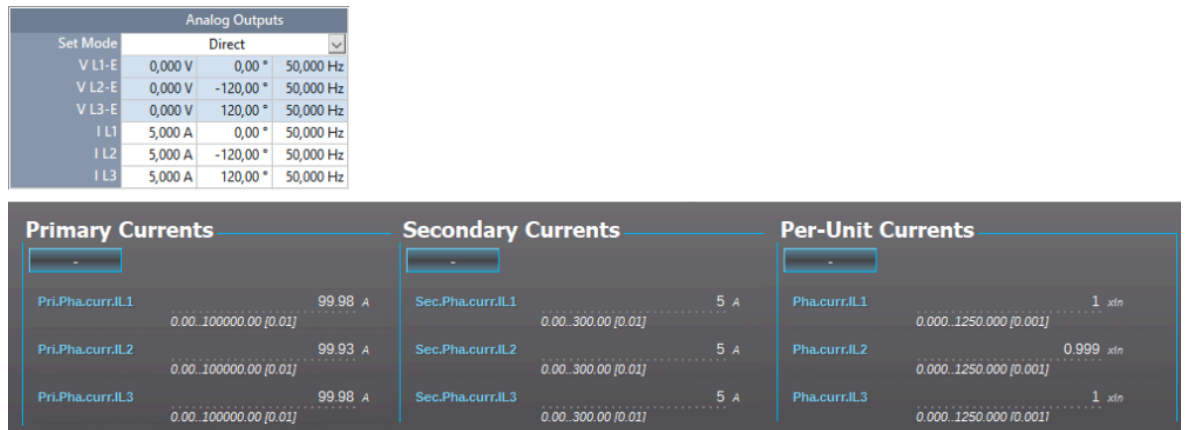 Analog Outputs
Set Mode Direct
V L1-E 0,000 V 0,00 ° 50,000 Hz
V L2-E 0,000 V -120,00 ° 50,000 Hz
V L3-E 0,000 V 120,00 ° 50,000 Hz
I L1 5,000 A 0,00 ° 50,000 Hz
I L2 5,000 A -120,00 ° 50,000 Hz
I L3 5,000 A 120,00 ° 50,000 Hz
Primary Currents Secondary Currents Per-Unit Currents
- - -
Pri.Pha.curr.IL1 99.98 A Sec.Pha.curr.IL1 5 A Pha.curr.IL1 1 xIn
0.00..100000.00 [0.01] 0.00..300.00 [0.01] 0.000..1250.000 [0.001]
Pri.Pha.curr.IL2 99.93 A Sec.Pha.curr.IL2 5 A Pha.curr.IL2 0.999 xIn
0.00..100000.00 [0.01] 0.00..300.00 [0.01] 0.000..1250.000 [0.001]
Pri.Pha.curr.IL3 99.98 A Sec.Pha.curr.IL3 5 A Pha.curr.IL3 1 xIn
0.00..100000.00 [0.01] 0.00..300.00 [0.01] 0.000..1250.000 [0.001]